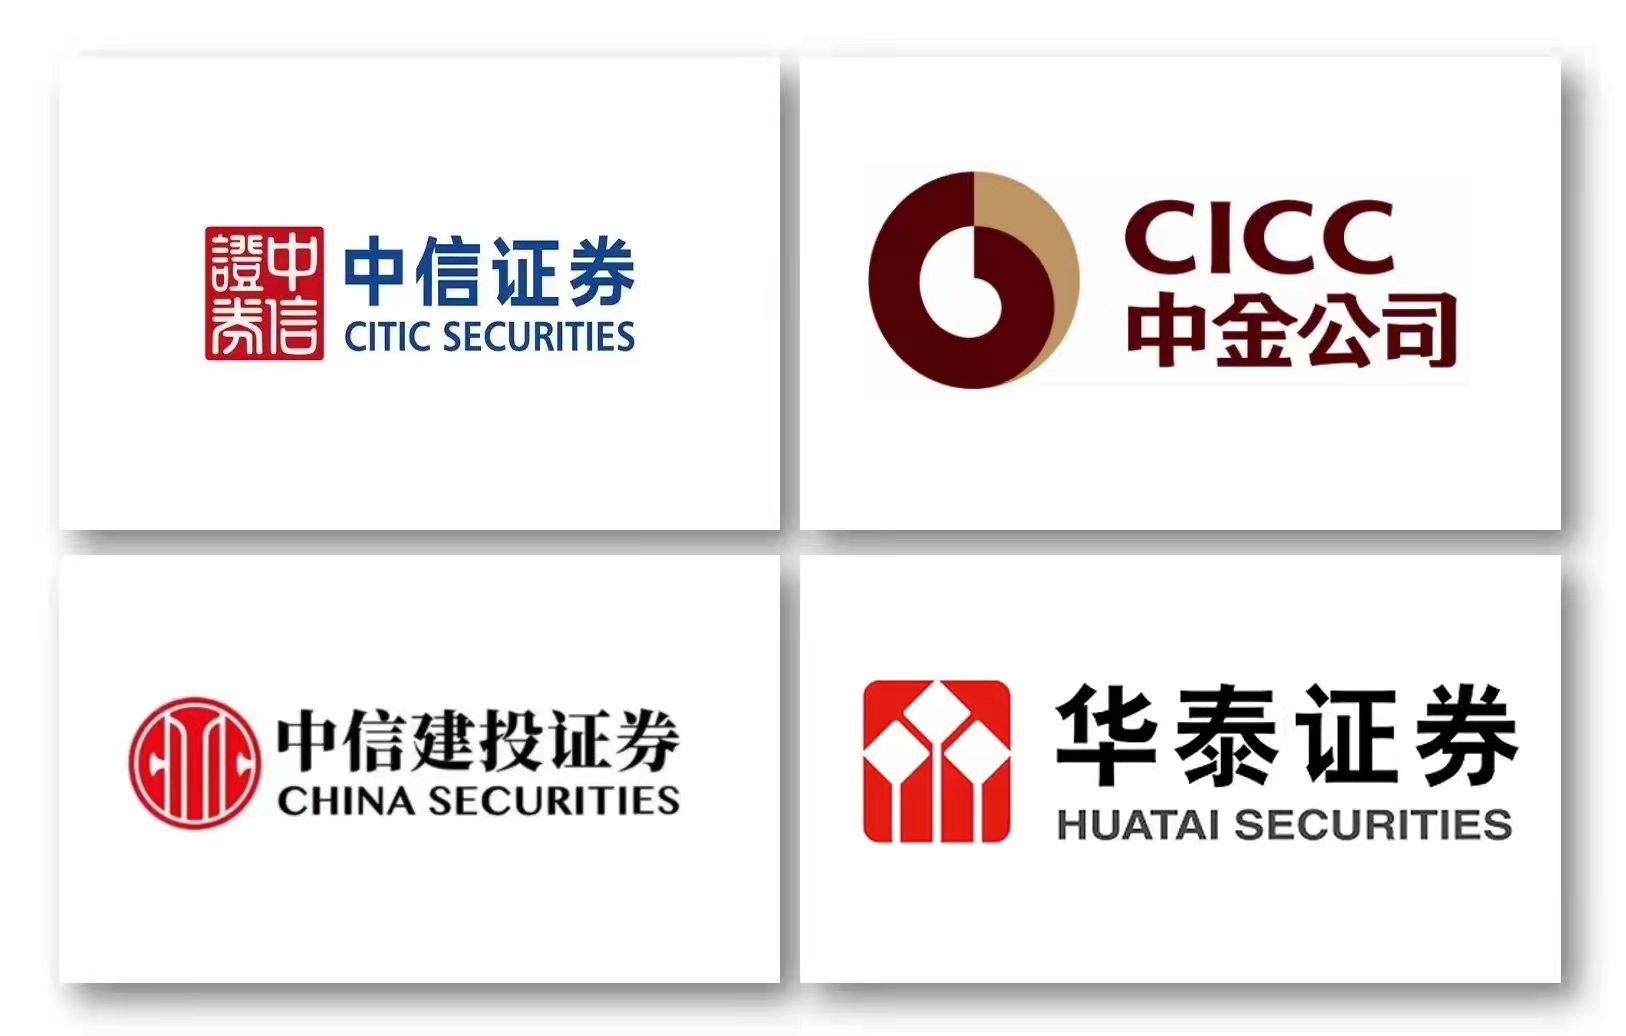 證中
券信
中信证券
CITIC SECURITIES
CICC
中金公司
CITIC
中信建投证券
CHINA SECURITIES
华泰证券
HUATAI SECURITIES